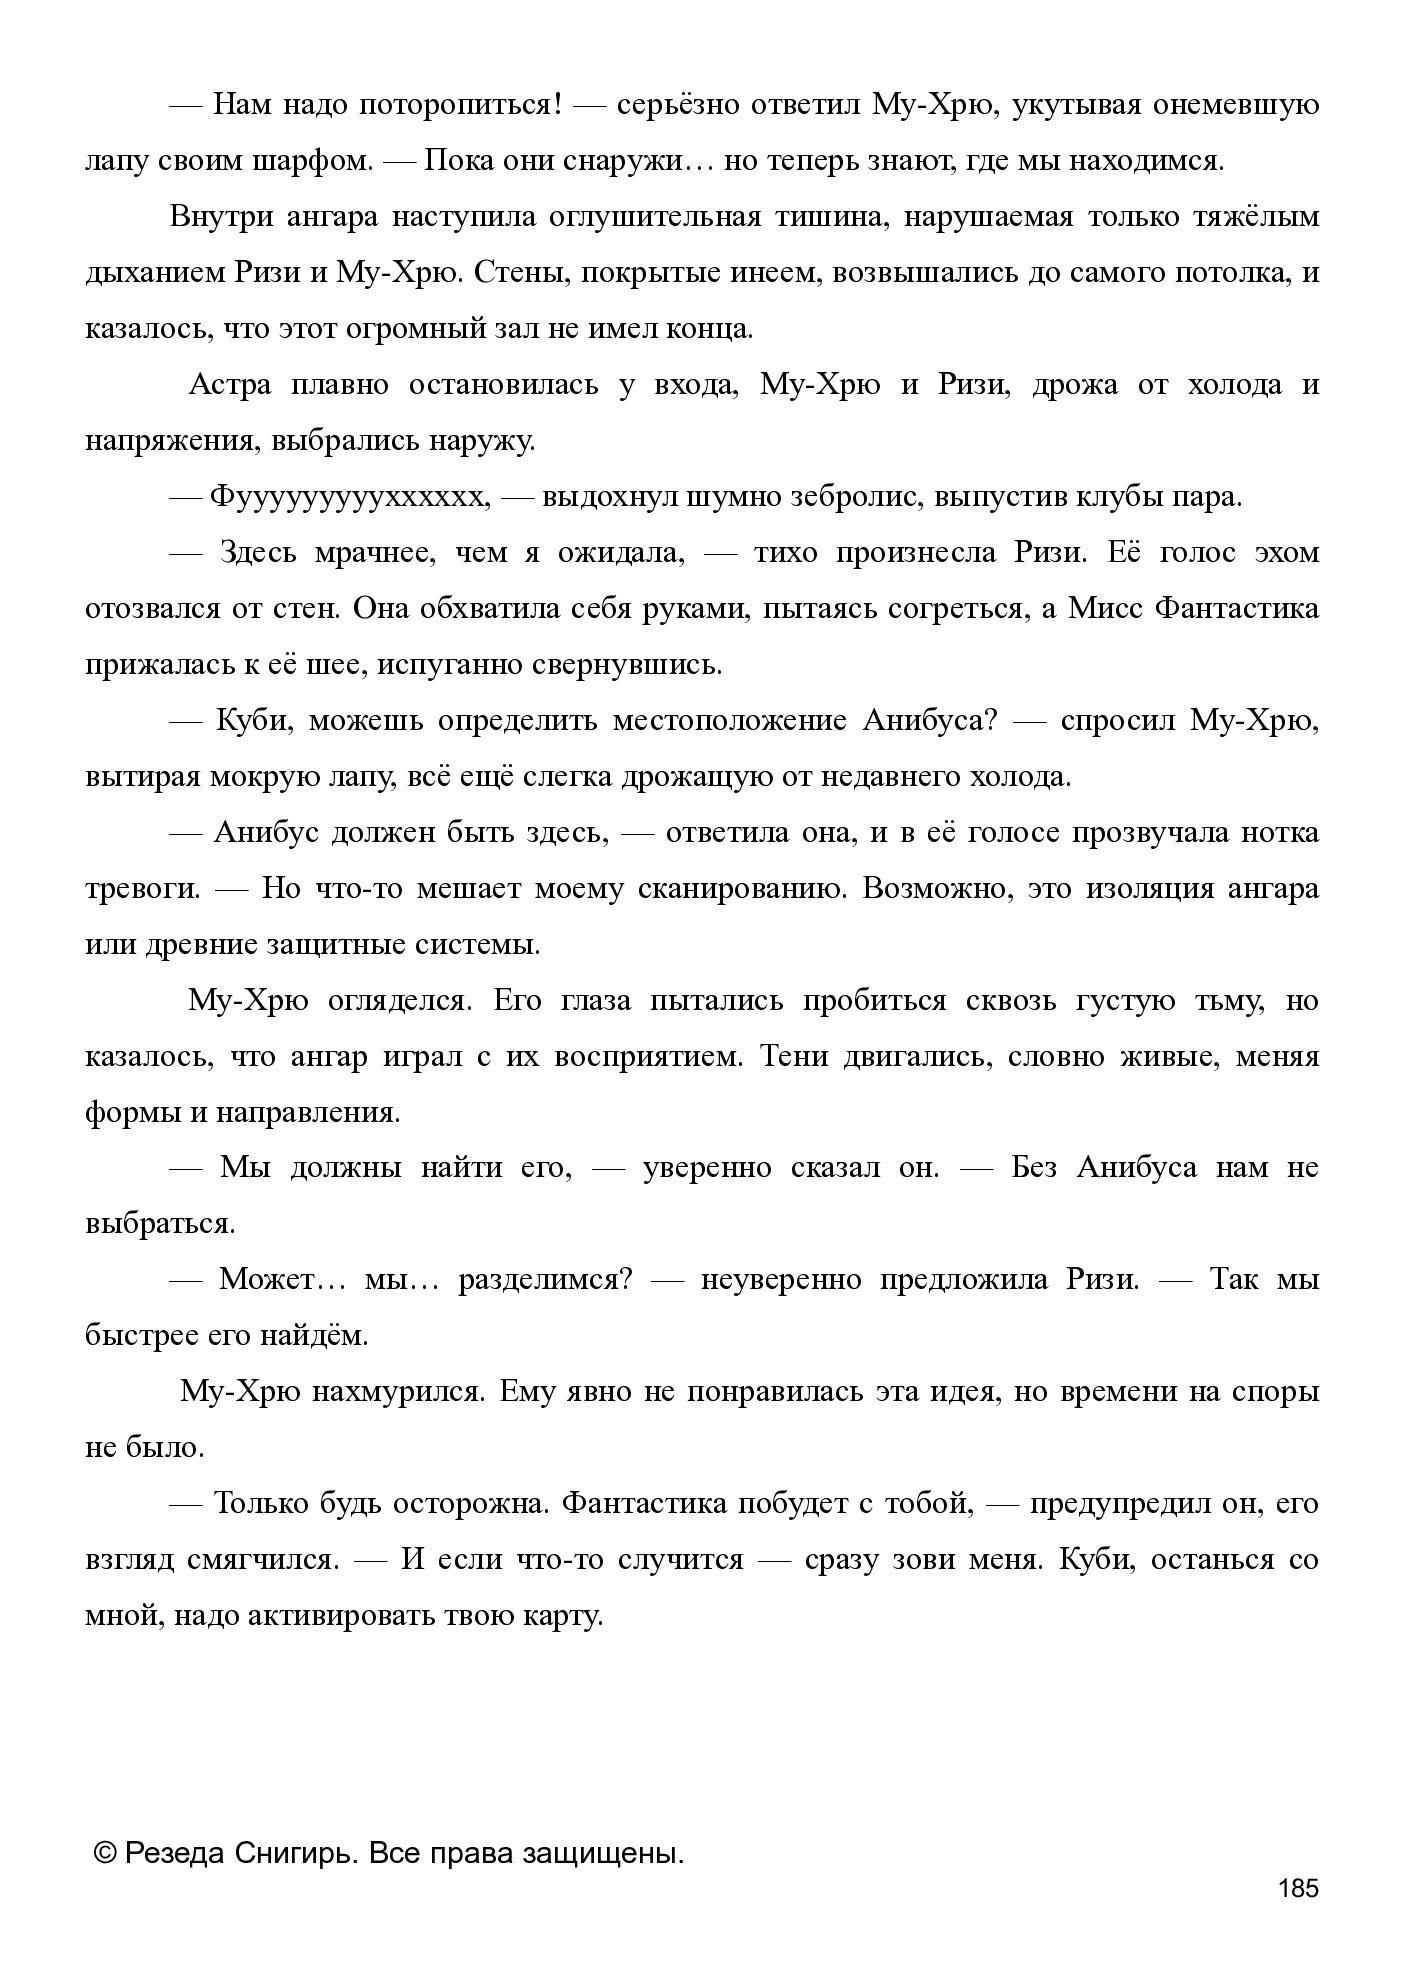 — Нам надо поторопиться! — серьёзно ответил Му-Хрю, укутывая онемевшую
лапу своим шарфом. — Пока они снаружи… но теперь знают, где мы находимся.
Внутри ангара наступила оглушительная тишина, нарушаемая только тяжёлым
дыханием Ризи и Му-Хрю. Стены, покрытые инеем, возвышались до самого потолка, и
казалось, что этот огромный зал не имел конца.
Астра плавно остановилась у входа, Му-Хрю и Ризи, дрожа от холода и
напряжения, выбрались наружу.
— Фууууууууухххххх, — выдохнул шумно зебролис, выпустив клубы пара.
— Здесь мрачнее, чем я ожидала, — тихо произнесла Ризи. Её голос эхом
отозвался от стен. Она обхватила себя руками, пытаясь согреться, а Мисс Фантастика
прижалась к её шее, испуганно свернувшись.
— Куби, можешь определить местоположение Анибуса? — спросил Му-Хрю,
вытирая мокрую лапу, всё ещё слегка дрожащую от недавнего холода.
— Анибус должен быть здесь, — ответила она, и в её голосе прозвучала нотка
тревоги. — Но что-то мешает моему сканированию. Возможно, это изоляция ангара
или древние защитные системы.
Му-Хрю огляделся. Его глаза пытались пробиться сквозь густую тьму, но
казалось, что ангар играл с их восприятием. Тени двигались, словно живые, меняя
формы и направления.
— Мы должны найти его, — уверенно сказал он. — Без Анибуса нам не
выбраться.
— Может… мы… разделимся? — неуверенно предложила Ризи. — Так мы
быстрее его найдём.
Му-Хрю нахмурился. Ему явно не понравилась эта идея, но времени на споры
не было.
— Только будь осторожна. Фантастика побудет с тобой, — предупредил он, его
взгляд смягчился. — И если что-то случится — сразу зови меня. Куби, останься со
мной, надо активировать твою карту.
© Резеда Снигирь. Все права защищены.
185